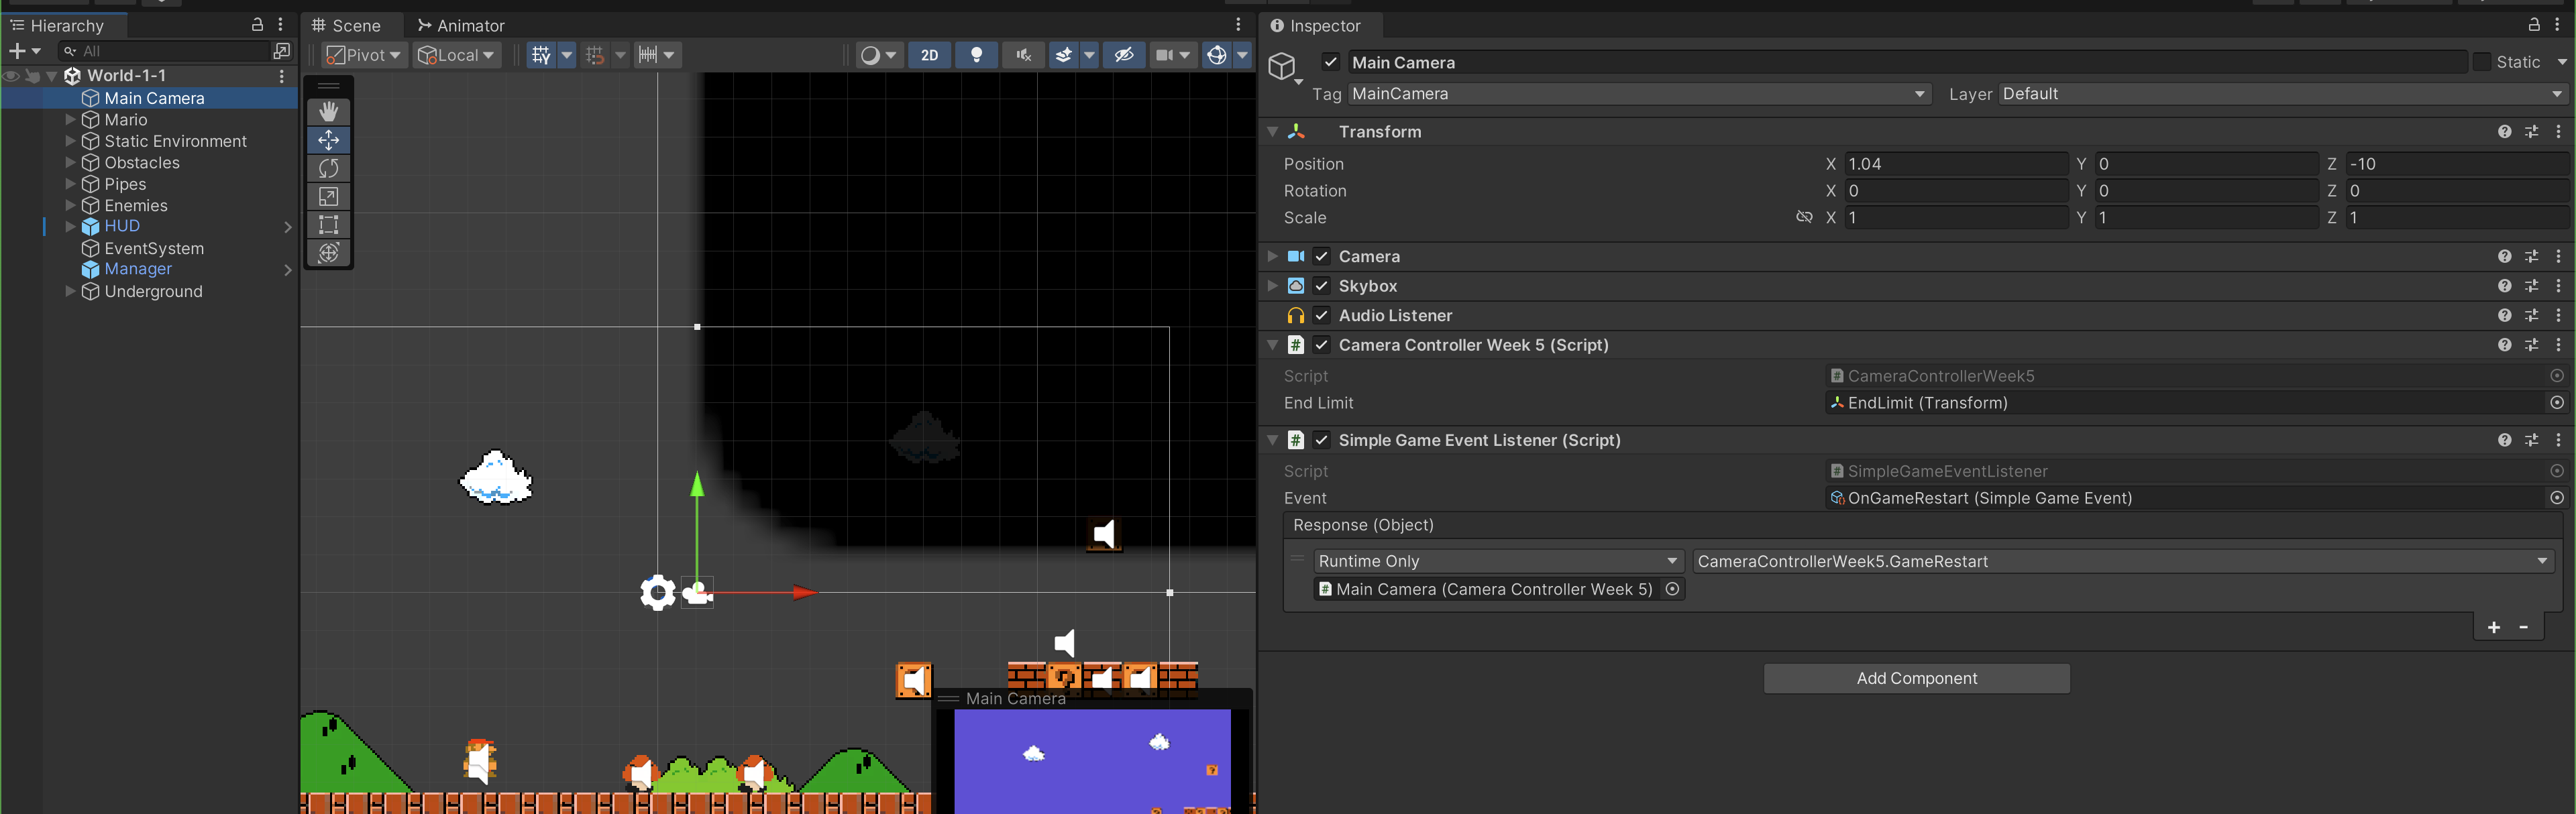 Hierarchy
All
World-1-1
Main Camera
Mario
Static Environment
Obstacles
Pipes
Enemies
HUD
EventSystem
Manager
Underground
Scene
Animator
Pivot
Local
2D
Main Camera
Inspector
Main Camera
Static
Tag MainCamera
Layer Default
Transform
Position X 1.04 Y 0 Z -10
Rotation X 0 Y 0 Z 0
Scale X 1 Y 1 Z 1
Camera
Skybox
Audio Listener
Camera Controller Week 5 (Script)
Script CameraControllerWeek5
End Limit EndLimit (Transform)
Simple Game Event Listener (Script)
Script SimpleGameEventListener
Event OnGameRestart (Simple Game Event)
Response (Object)
Runtime Only CameraControllerWeek5.GameRestart
Main Camera (Camera Controller Week 5)
+ -
Add Component